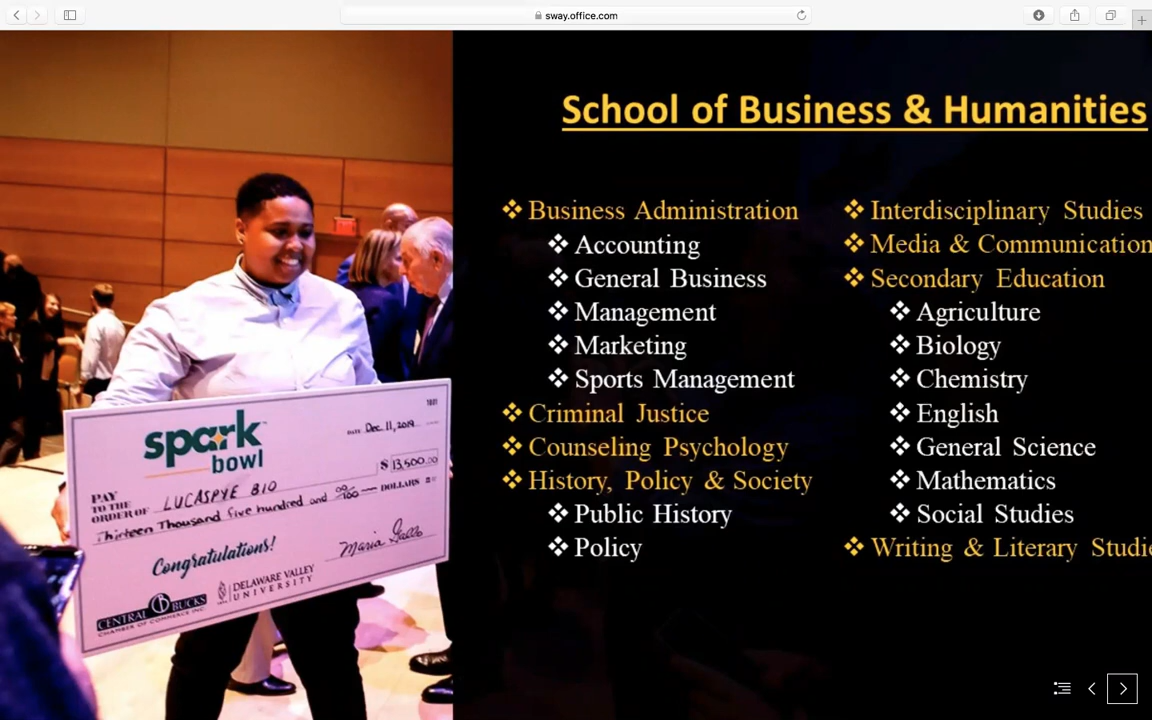 sway.office.com
School of Business & Humanities
❖ Business Administration
❖ Accounting
❖ General Business
❖ Management
❖ Marketing
❖ Sports Management
❖ Criminal Justice
❖ Counseling Psychology
❖ History, Policy & Society
❖ Public History
❖ Policy
❖ Interdisciplinary Studies
❖ Media & Communication
❖ Secondary Education
❖ Agriculture
❖ Biology
❖ Chemistry
❖ English
❖ General Science
❖ Mathematics
❖ Social Studies
❖ Writing & Literary Studie
spark
bowl
1801
DATE Dec 11, 2019
$ 13,500.00
PAY
TO THE
ORDER OF LUCASPYE BIO
Thirteen Thousand five hundred and 00/100 DOLLARS
Congratulations!
Maria Gallo
CENTRAL BUCKS
CHAMBER OF COMMERCE INC.
DELAWARE VALLEY
UNIVERSITY